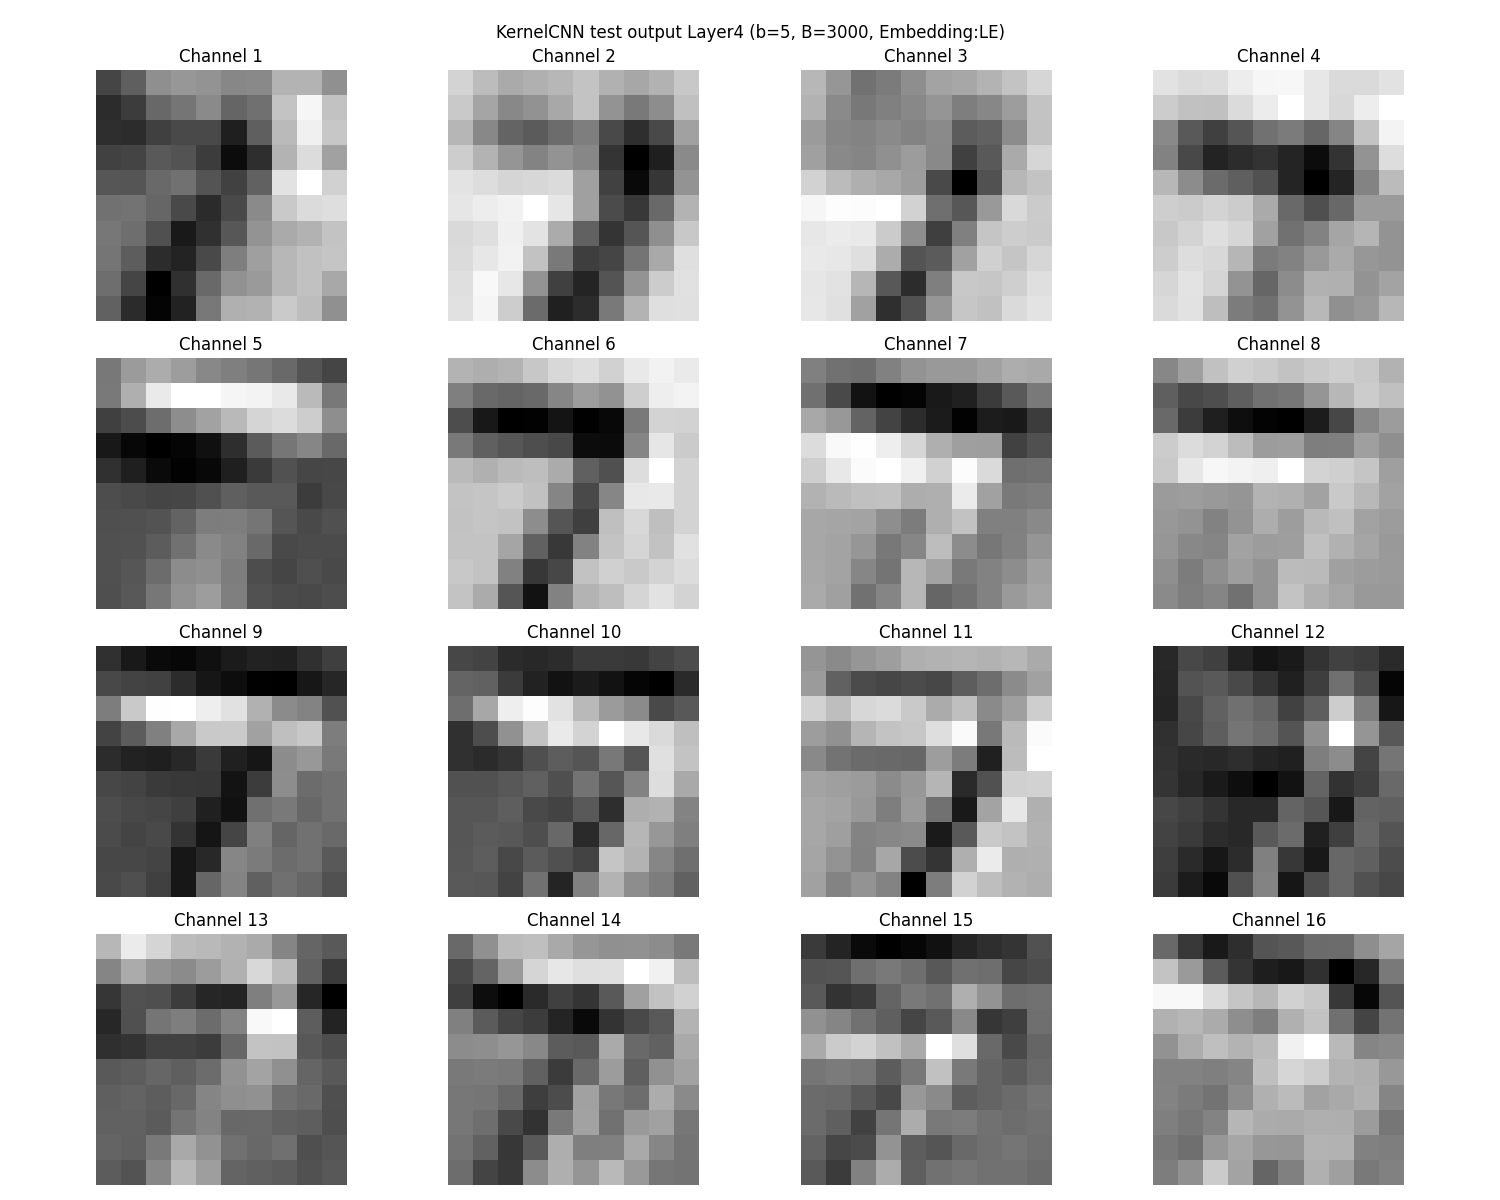 KernelCNN test output Layer4 (b=5, B=3000, Embedding:LE)
Channel 1
Channel 2
Channel 3
Channel 4
Channel 5
Channel 6
Channel 7
Channel 8
Channel 9
Channel 10
Channel 11
Channel 12
Channel 13
Channel 14
Channel 15
Channel 16